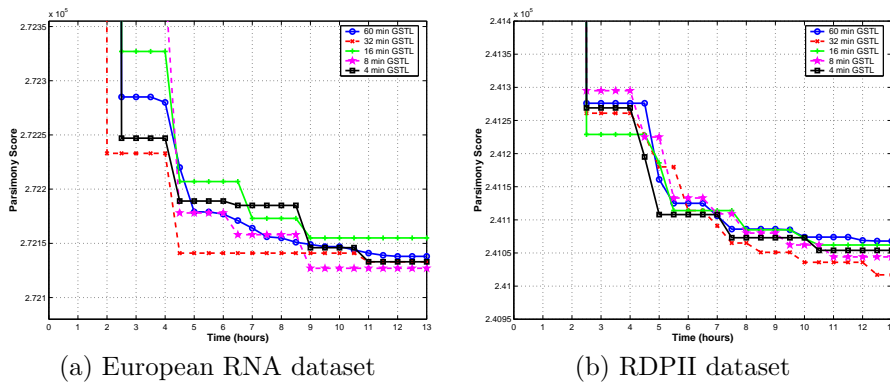 x 10⁵
2.7235
2.723
2.7225
2.722
2.7215
2.721
Parsimony Score
0 1 2 3 4 5 6 7 8 9 10 11 12 13
Time (hours)
60 min GSTL
32 min GSTL
16 min GSTL
8 min GSTL
4 min GSTL
(a) European RNA dataset
x 10⁵
2.414
2.4135
2.413
2.4125
2.412
2.4115
2.411
2.4105
2.41
2.4095
Parsimony Score
0 1 2 3 4 5 6 7 8 9 10 11 12 13
Time (hours)
60 min GSTL
32 min GSTL
16 min GSTL
8 min GSTL
4 min GSTL
(b) RDPII dataset